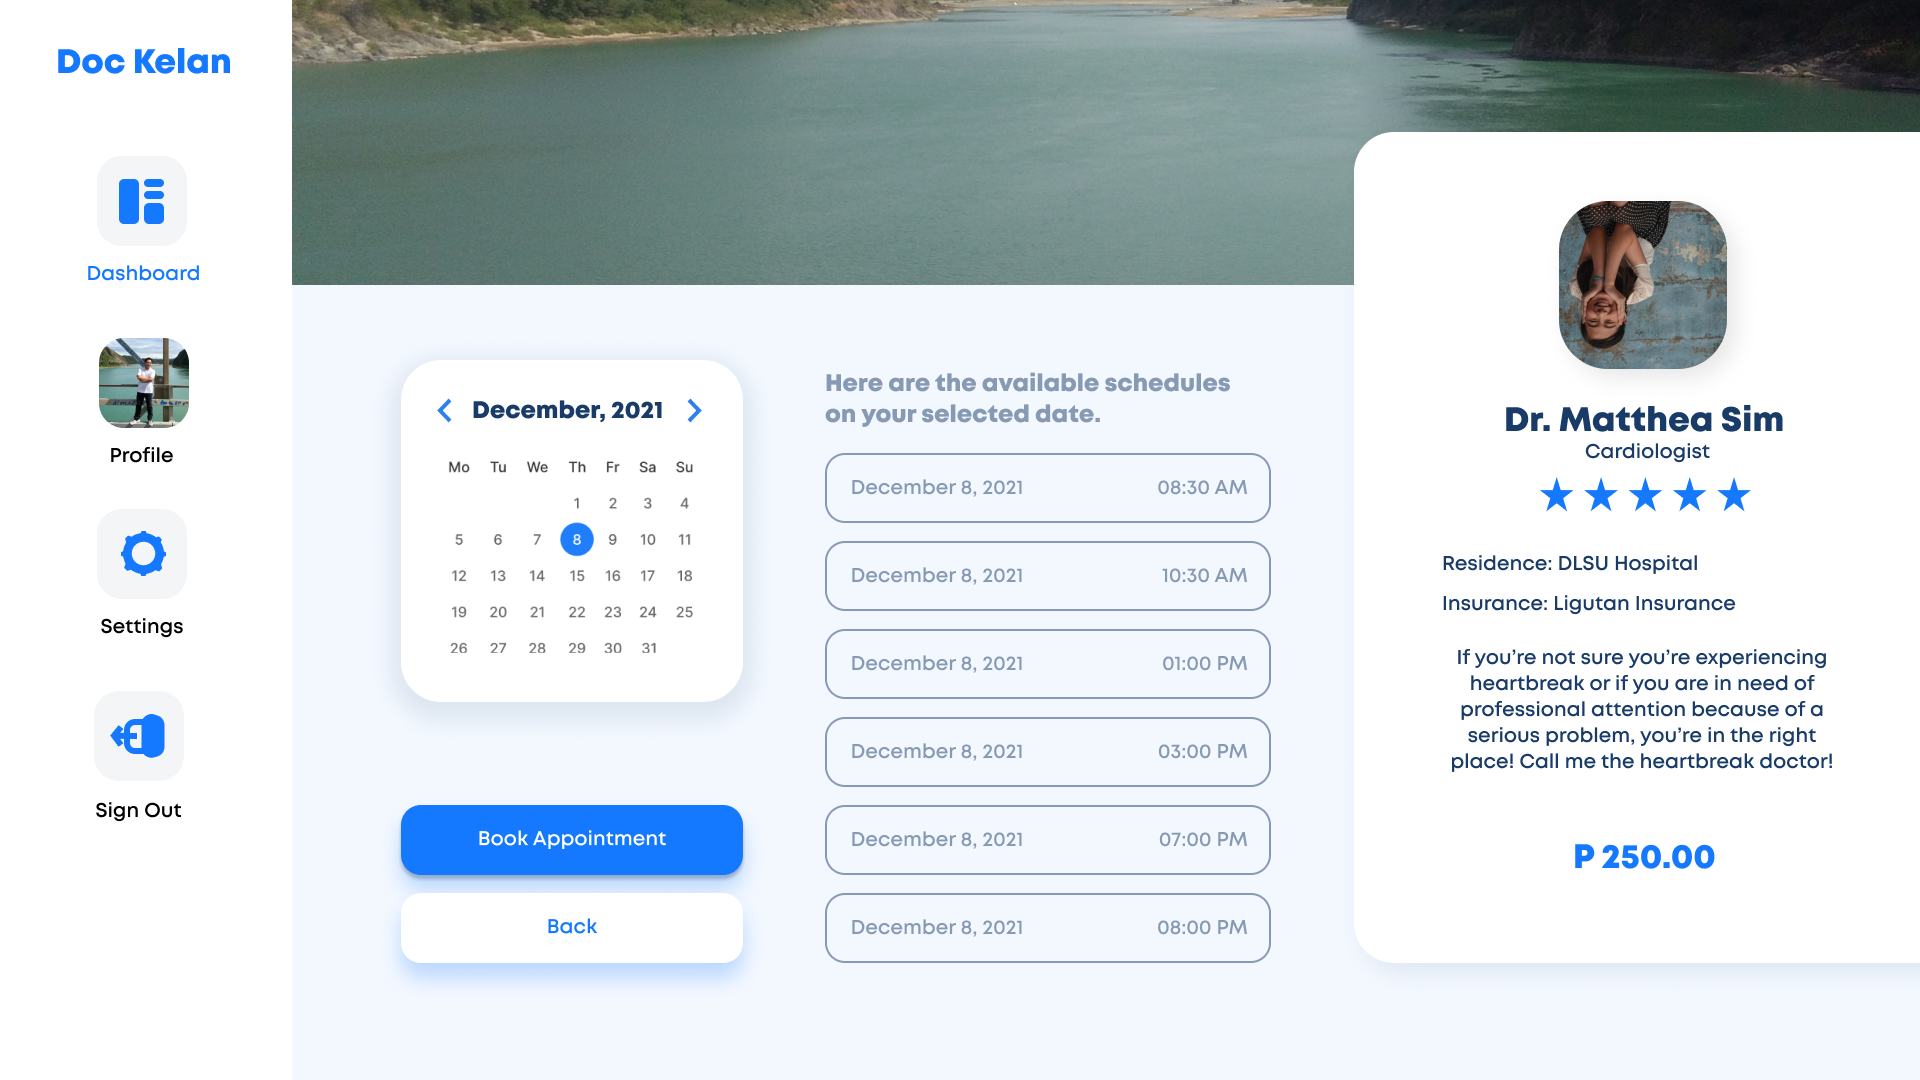 Doc Kelan
Dashboard
Profile
Settings
Sign Out
December, 2021
Mo Tu We Th Fr Sa Su
1 2 3 4
5 6 7 8 9 10 11
12 13 14 15 16 17 18
19 20 21 22 23 24 25
26 27 28 29 30 31
Book Appointment
Back
Here are the available schedules
on your selected date.
December 8, 2021 08:30 AM
December 8, 2021 10:30 AM
December 8, 2021 01:00 PM
December 8, 2021 03:00 PM
December 8, 2021 07:00 PM
December 8, 2021 08:00 PM
Dr. Matthea Sim
Cardiologist
Residence: DLSU Hospital
Insurance: Ligutan Insurance
If you’re not sure you’re experiencing
heartbreak or if you are in need of
professional attention because of a
serious problem, you’re in the right
place! Call me the heartbreak doctor!
P 250.00